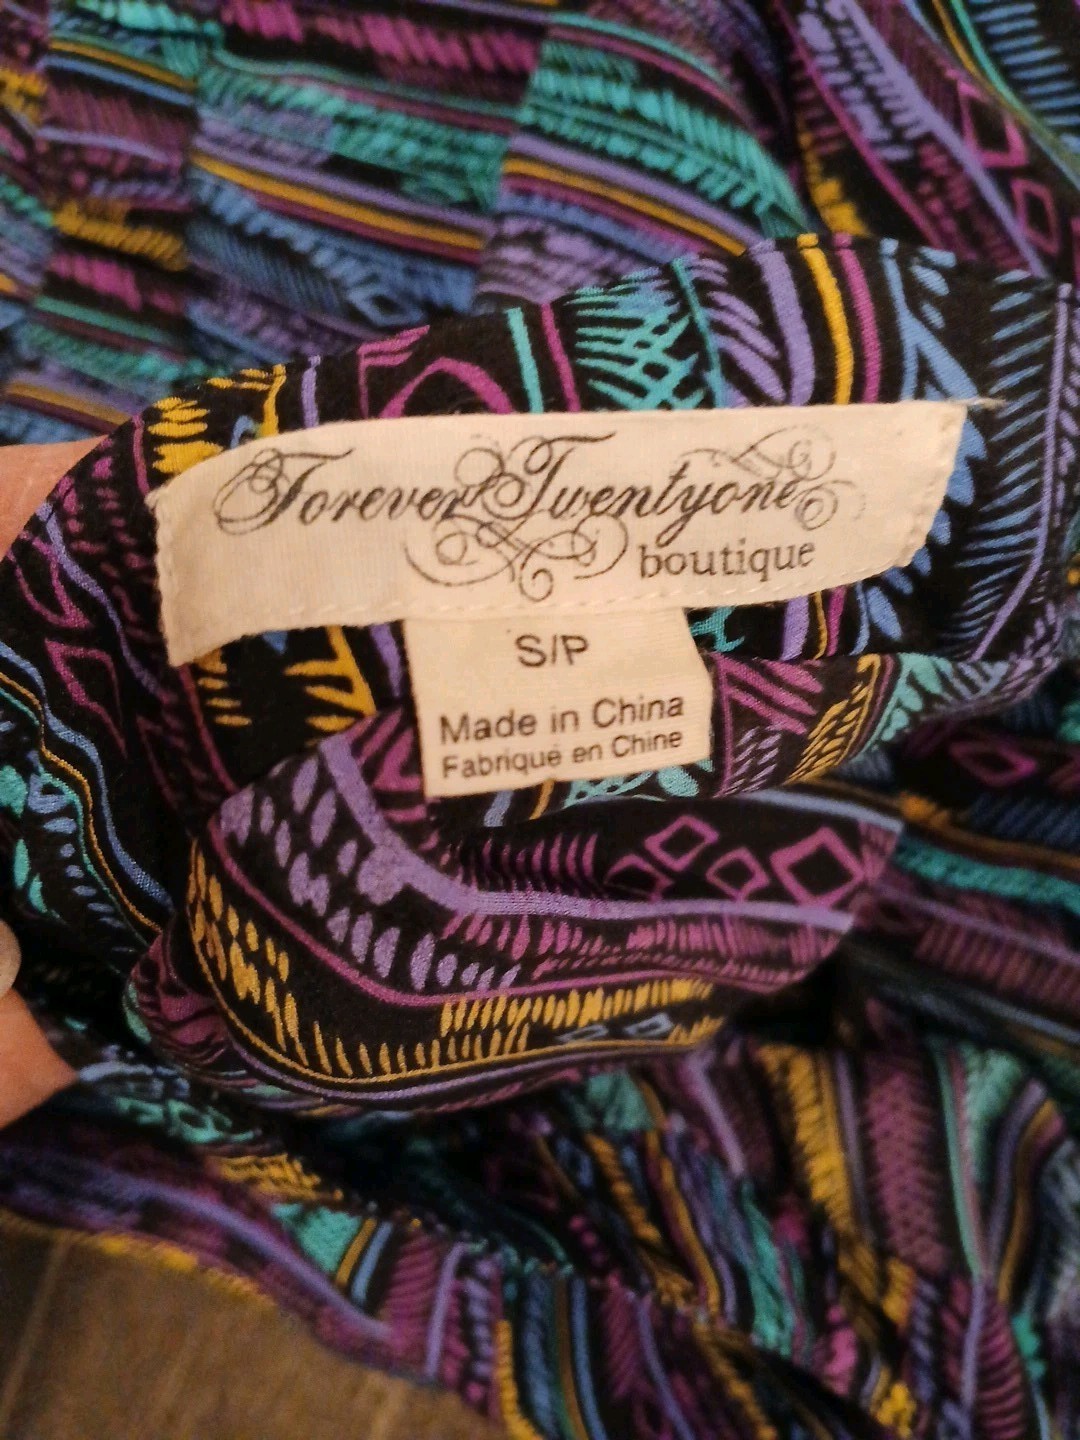 Forever Twentyone
boutique
S/P
Made in China
Fabriqué en Chine